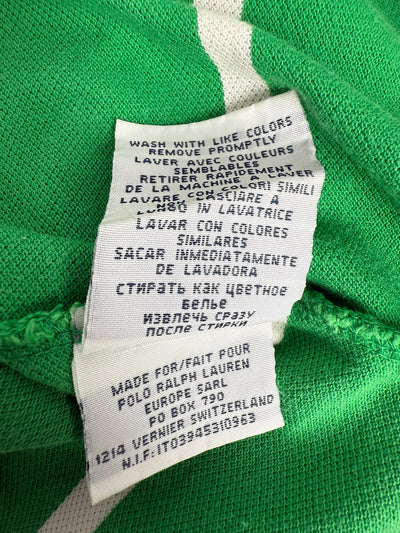 WASH WITH LIKE COLORS
REMOVE PROMPTLY
LAVER AVEC COULEURS
SEMBLABLES
RETIRER RAPIDEMENT
DE LA MACHINE A LAVER
LAVARE CON COLORI SIMILI
NON LASCIARE A
LUNGO IN LAVATRICE
LAVAR CON COLORES
SIMILARES
SACAR INMEDIATAMENTE
DE LAVADORA
СТИРАТЬ КАК ЦВЕТНОЕ
БЕЛЬЕ
ИЗВЛЕЧЬ СРАЗУ
ПОСЛЕ СТИРКИ
MADE FOR/FAIT POUR
POLO RALPH LAUREN
EUROPE SARL
PO BOX 790
1214 VERNIER SWITZERLAND
N.I.F:IT03945310963